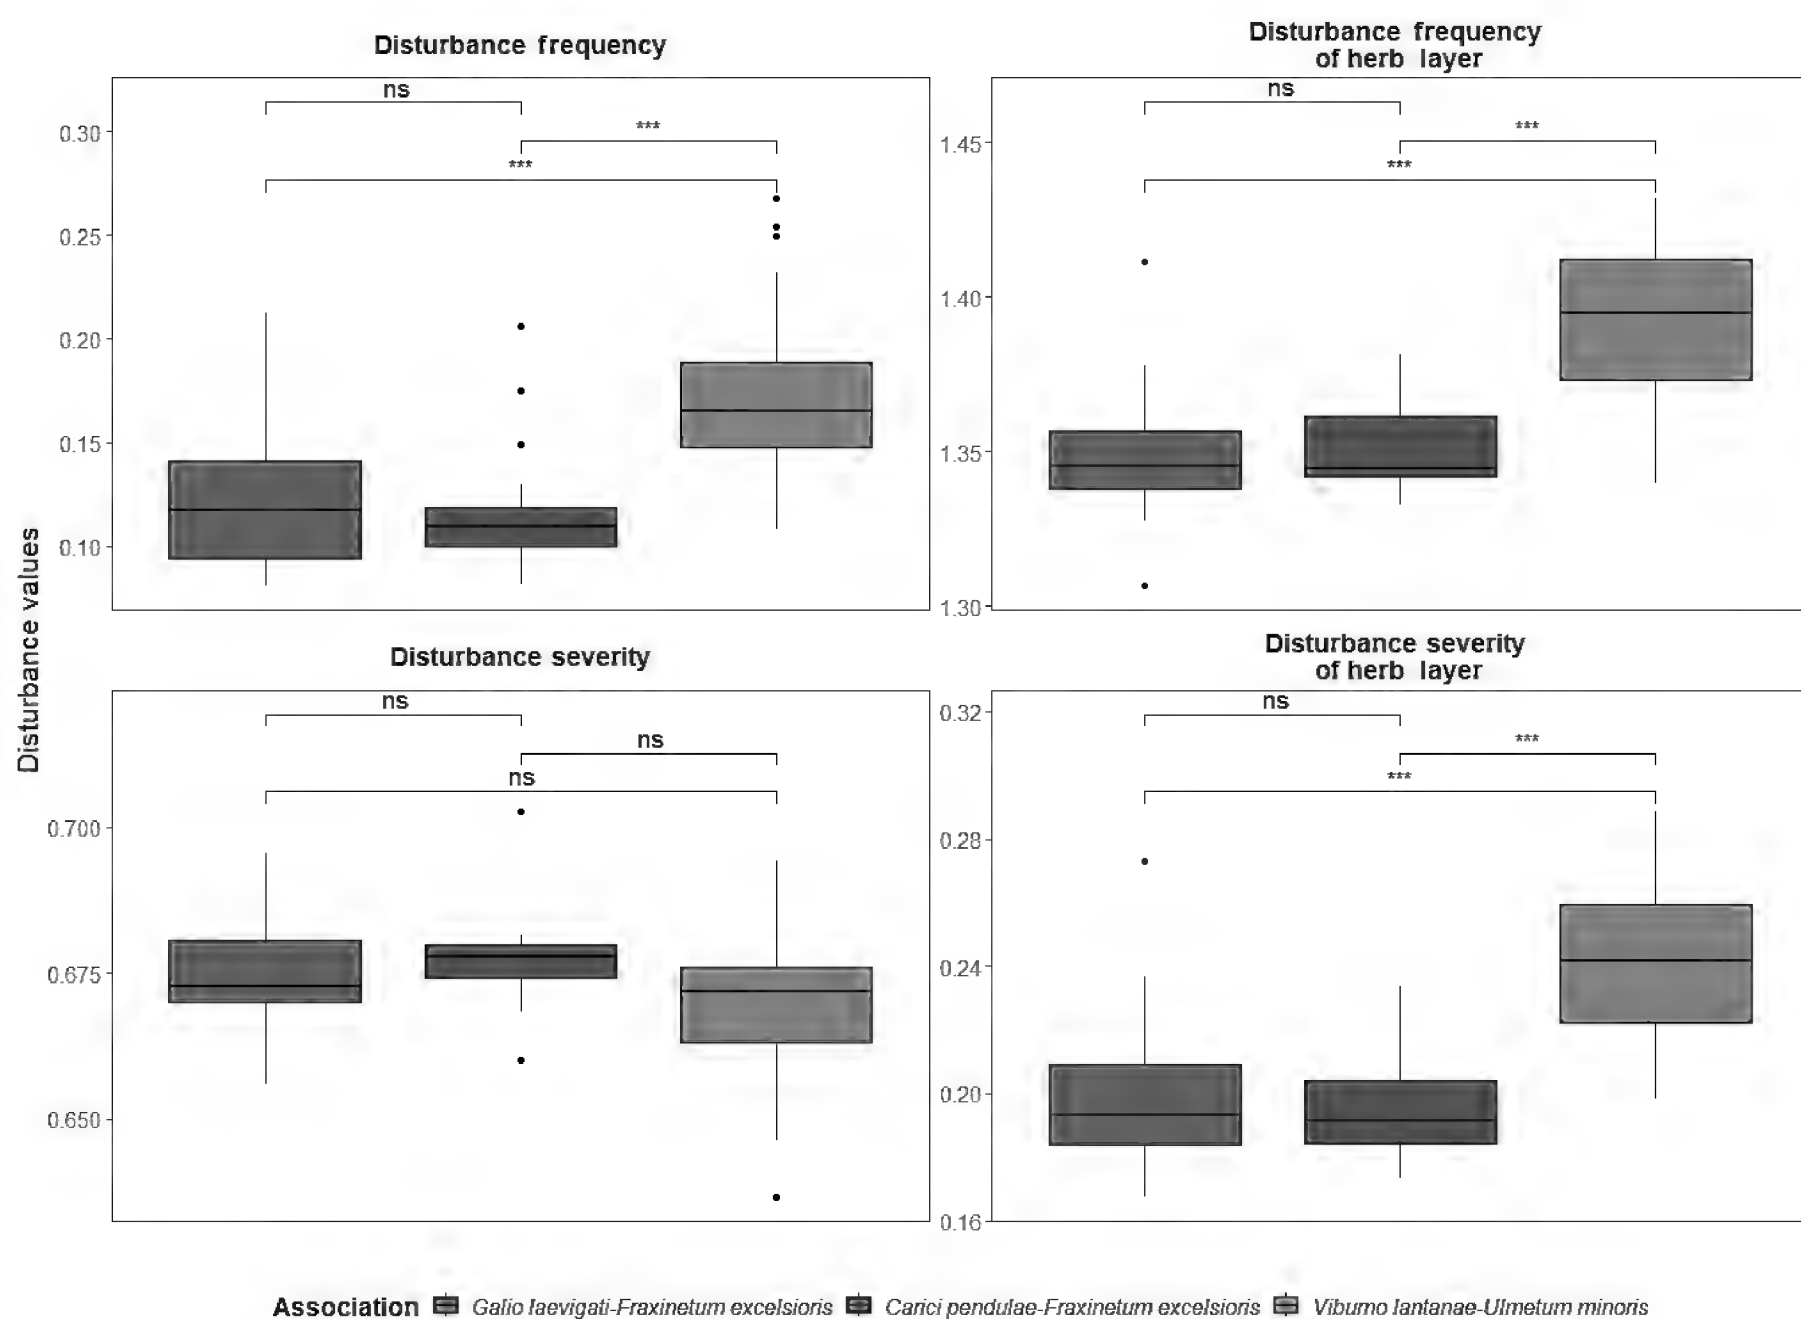 Disturbance frequency
ns
***
***
0.30
0.25
0.20
0.15
0.10
Disturbance frequency
of herb layer
ns
***
***
1.45
1.40
1.35
1.30
Disturbance values
Disturbance severity
ns
ns
ns
0.700
0.675
0.650
Disturbance severity
of herb layer
ns
***
***
0.32
0.28
0.24
0.20
0.16
Association Galio laevigati-Fraxinetum excelsioris Carici pendulae-Fraxinetum excelsioris Viburno lantanae-Ulmetum minoris